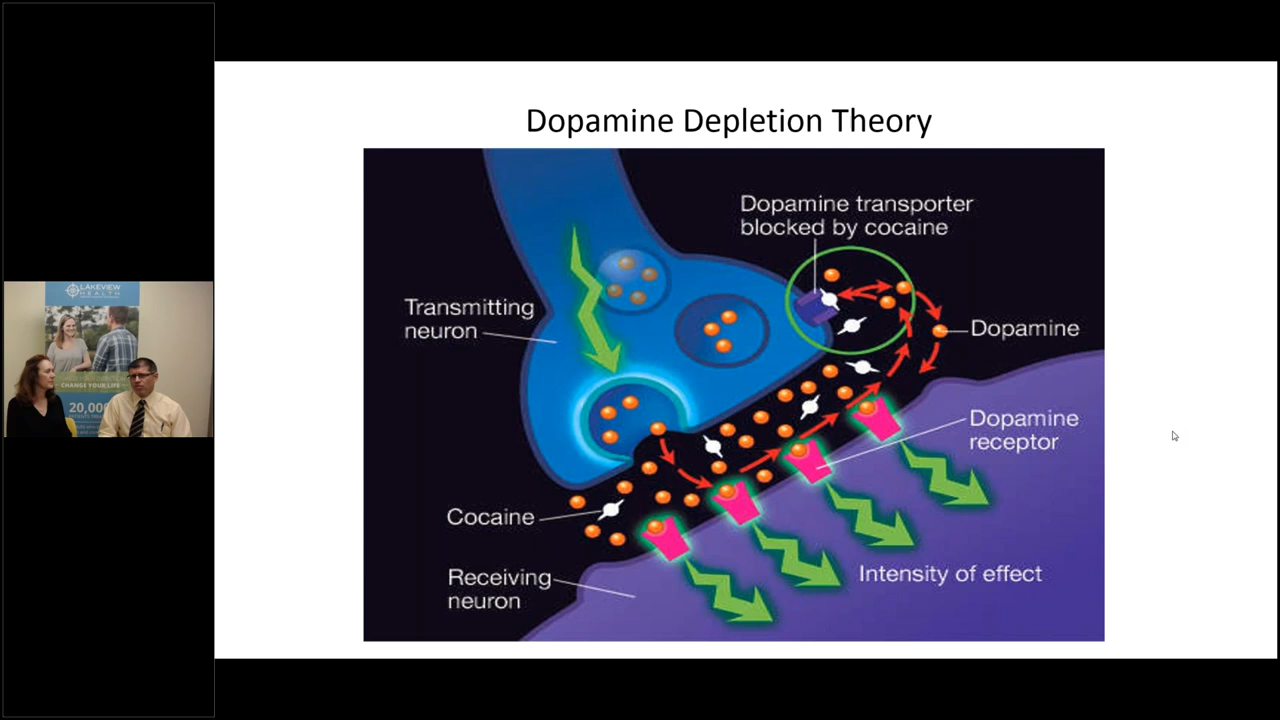 Dopamine Depletion Theory
Dopamine transporter
blocked by cocaine
Transmitting
neuron
Dopamine
Dopamine
receptor
Cocaine
Intensity of effect
Receiving
neuron
LAKEVIEW
HEALTH
CHANGE YOUR LIFE
20,000